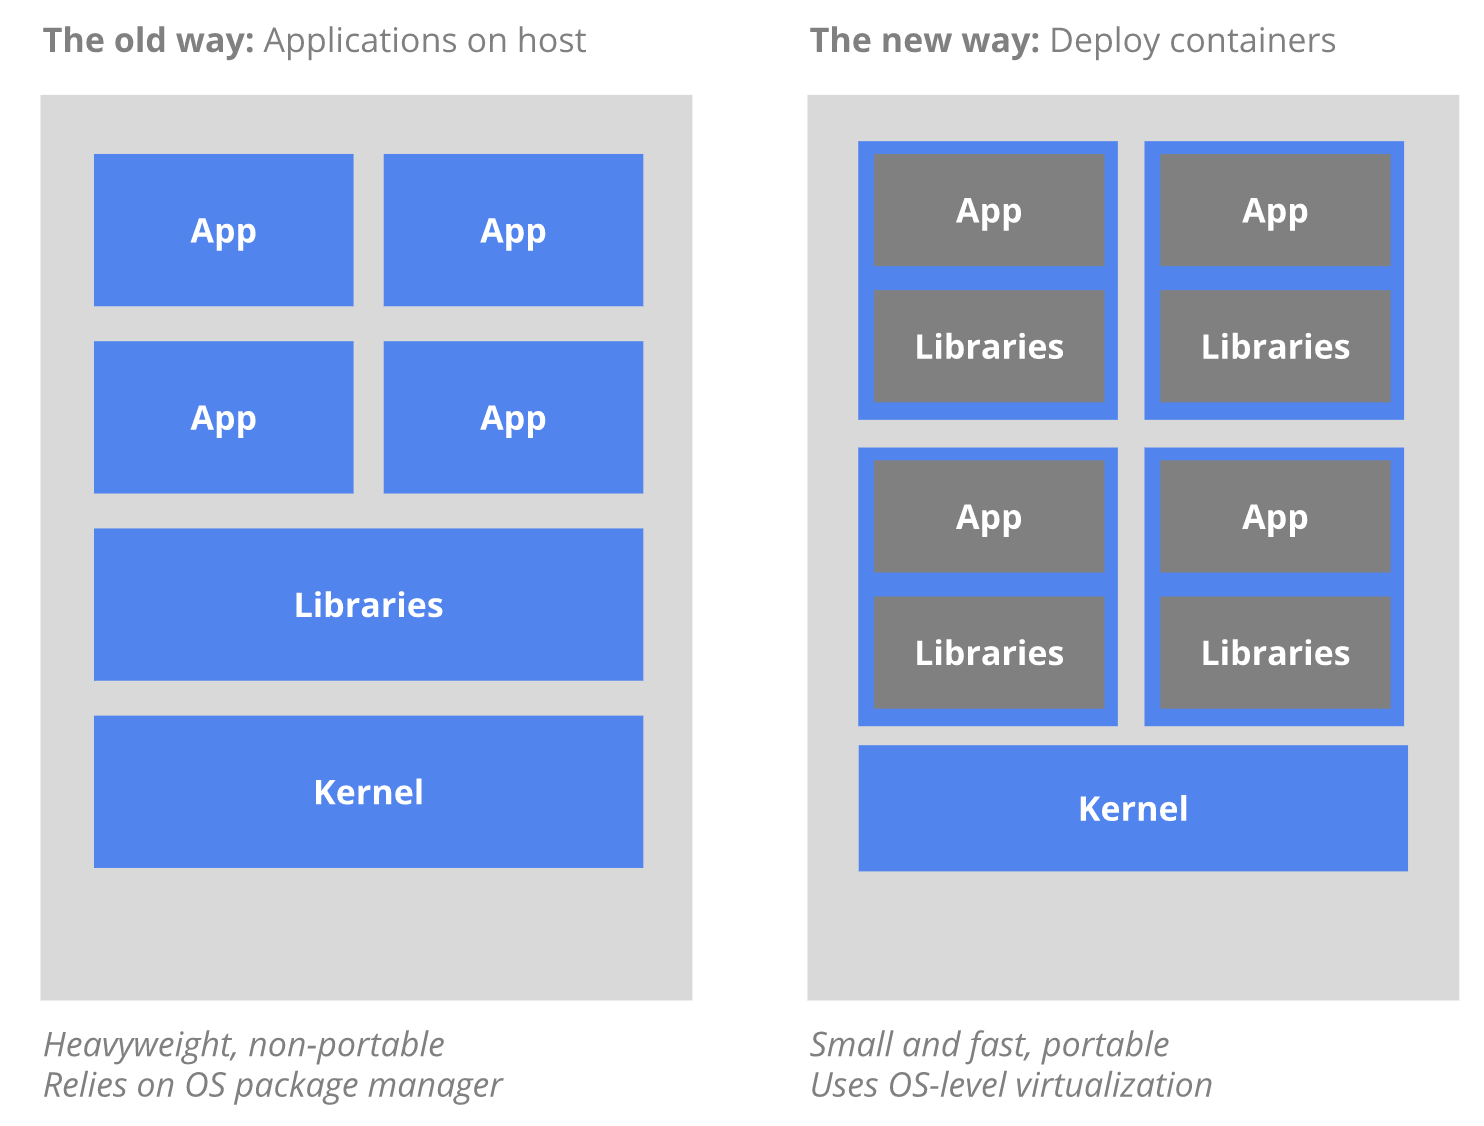 The old way: Applications on host
App
App
App
App
Libraries
Kernel
Heavyweight, non-portable
Relies on OS package manager
The new way: Deploy containers
App
App
Libraries
Libraries
App
App
Libraries
Libraries
Kernel
Small and fast, portable
Uses OS-level virtualization